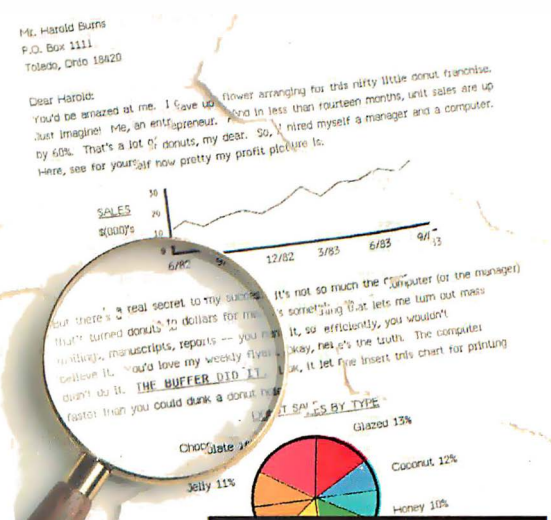 Mr. Harold Burns
P.O. Box 1111
Toledo, Ohio 18420
Dear Harold:
You'd be amazed at me. I gave up flower arranging for this nifty little donut franchise.
Just imagine! Me, an entrepreneur. And in less than fourteen months, unit sales are up
by 60%. That's a lot of donuts, my dear. So, I hired myself a manager and a computer.
Here, see for yourself how pretty my profit picture is.
SALES
$(000)'s
30
20
10
0
6/82 12/82 3/83 6/83
But there's a real secret to my success. It's not so much the computer (or the manager)
that turned donuts to dollars for me. It's something that lets me turn out mass
mailings, manuscripts, reports -- you name it, so efficiently, you wouldn't
believe it. You'd love my weekly flyer. Okay, here's the truth. The computer
didn't do it. THE BUFFER DID IT. Look, it let me insert this chart for printing
faster than you could dunk a donut hole.
SALES BY TYPE
Chocolate
Glazed 13%
Coconut 12%
Jelly 11%
Honey 10%